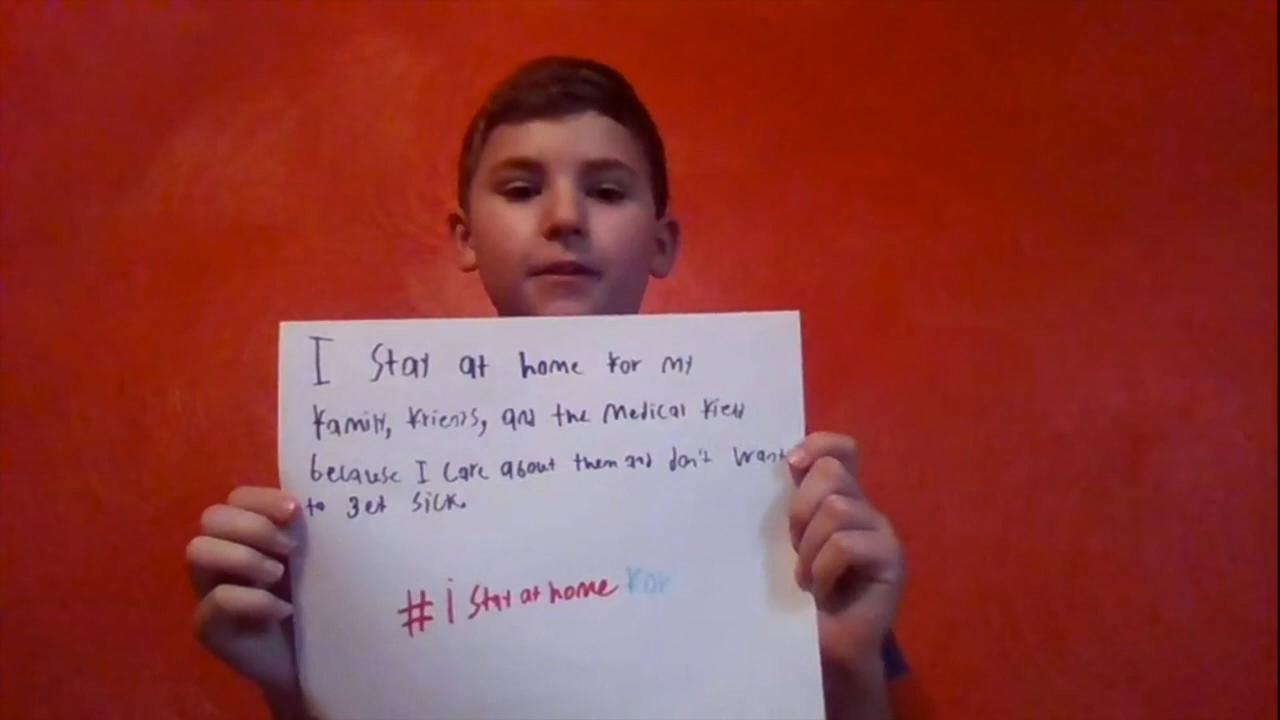 I Stay at home for my
family, friends, and the Medical field
because I care about them and don't want
to get sick.
#i stay at home for